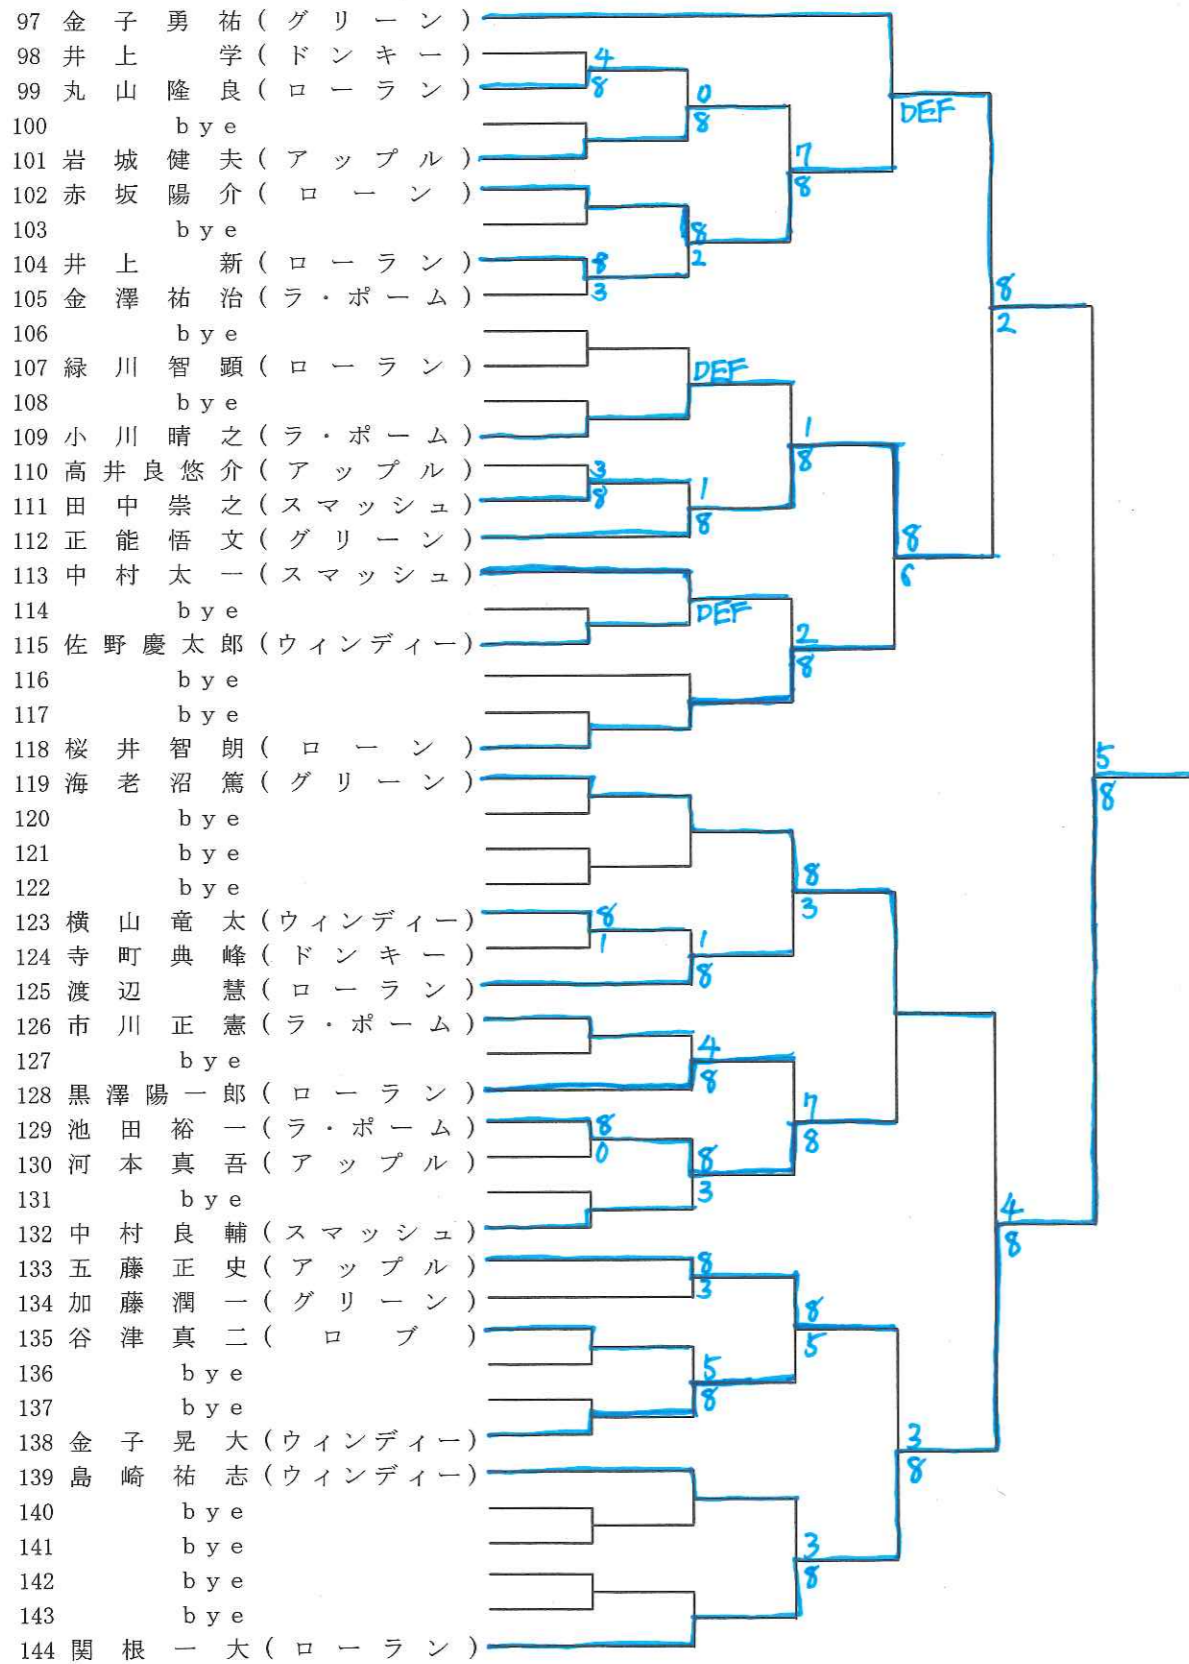 97 金子勇祐(グリーン)
98 井上学(ドンキー)
4
99 丸山隆良(ローラン)
8
0
DEF
100 bye
8
101 岩城健夫(アップル)
7
102 赤坂陽介(ローン)
8
103 bye
8
104 井上新(ローラン)
8
2
105 金澤祐治(ラ・ポーム)
3
8
106 bye
2
107 緑川智顕(ローラン)
DEF
108 bye
109 小川晴之(ラ・ポーム)
1
110 高井良悠介(アップル)
3
8
111 田中崇之(スマッシュ)
8
1
112 正能悟文(グリーン)
8
8
113 中村太一(スマッシュ)
6
114 bye
DEF
115 佐野慶太郎(ウィンディー)
2
116 bye
8
117 bye
118 桜井智朗(ローン)
5
119 海老沼篤(グリーン)
8
120 bye
121 bye
122 bye
8
123 横山竜太(ウィンディー)
8
3
124 寺町典峰(ドンキー)
1
1
125 渡辺慧(ローラン)
8
126 市川正憲(ラ・ポーム)
127 bye
4
128 黒澤陽一郎(ローラン)
8
129 池田裕一(ラ・ポーム)
8
7
130 河本真吾(アップル)
0
8
8
131 bye
3
132 中村良輔(スマッシュ)
4
133 五藤正史(アップル)
8
8
134 加藤潤一(グリーン)
3
8
135 谷津真二(ロブ)
5
136 bye
5
137 bye
8
138 金子晃大(ウィンディー)
3
139 島崎祐志(ウィンディー)
8
140 bye
141 bye
3
142 bye
8
143 bye
144 関根一大(ローラン)